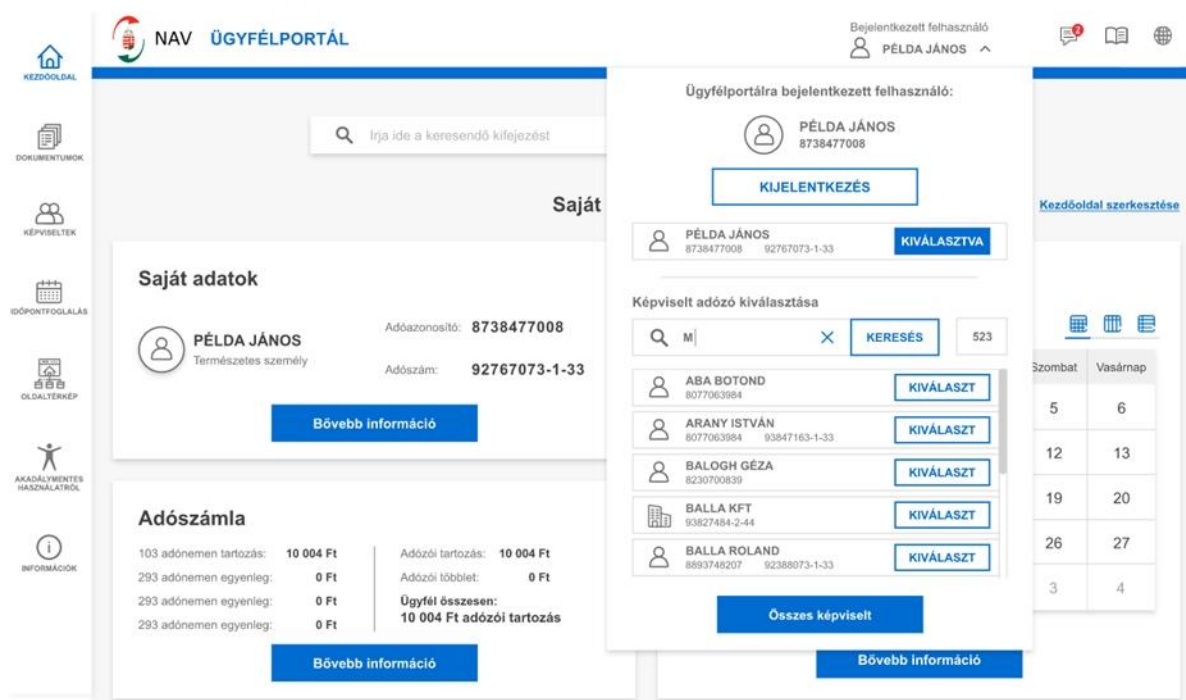 NAV ÜGYFÉLPORTÁL
Bejelentkezett felhasználó
PÉLDA JÁNOS
2
KEZDŐOLDAL
DOKUMENTUMOK
KÉPVISELTEK
IDŐPONTFOGLALÁS
OLDALTÉRKÉP
AKADÁLYMENTES
HASZNÁLATRÓL
INFORMÁCIÓK
Irja ide a keresendő kifejezést
Saját
Kezdőoldal szerkesztése
Saját adatok
PÉLDA JÁNOS
Természetes személy
Adóazonosító: 8738477008
Adószám: 92767073-1-33
Bővebb információ
Adószámla
103 adónemen tartozás: 10 004 Ft
293 adónemen egyenleg: 0 Ft
293 adónemen egyenleg: 0 Ft
293 adónemen egyenleg: 0 Ft
Adózói tartozás: 10 004 Ft
Adózói többlet: 0 Ft
Ügyfél összesen:
10 004 Ft adózói tartozás
Bővebb információ
Ügyfélportálra bejelentkezett felhasználó:
PÉLDA JÁNOS
8738477008
KIJELENTKEZÉS
PÉLDA JÁNOS
8738477008 92767073-1-33
KIVÁLASZTVA
Képviselt adózó kiválasztása
M
KERESÉS
523
ABA BOTOND
8077063984
KIVÁLASZT
ARANY ISTVÁN
8077063984 93847163-1-33
KIVÁLASZT
BALOGH GÉZA
8230700839
KIVÁLASZT
BALLA KFT
93827484-2-44
KIVÁLASZT
BALLA ROLAND
8893748207 92388073-1-33
KIVÁLASZT
Összes képviselt
Szombat Vasárnap
5 6
12 13
19 20
26 27
3 4
Bővebb információ